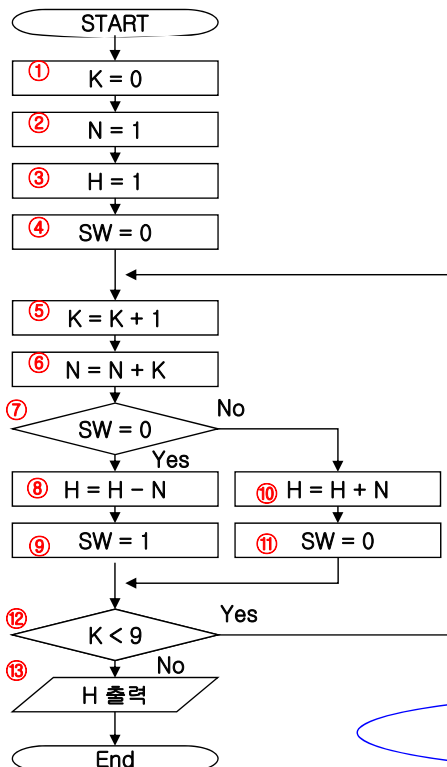 START
① K = 0
② N = 1
③ H = 1
④ SW = 0
⑤ K = K + 1
⑥ N = N + K
⑦ SW = 0
No
Yes
⑧ H = H − N
⑩ H = H + N
⑨ SW = 1
⑪ SW = 0
⑫ K < 9
Yes
No
⑬ H 출력
End